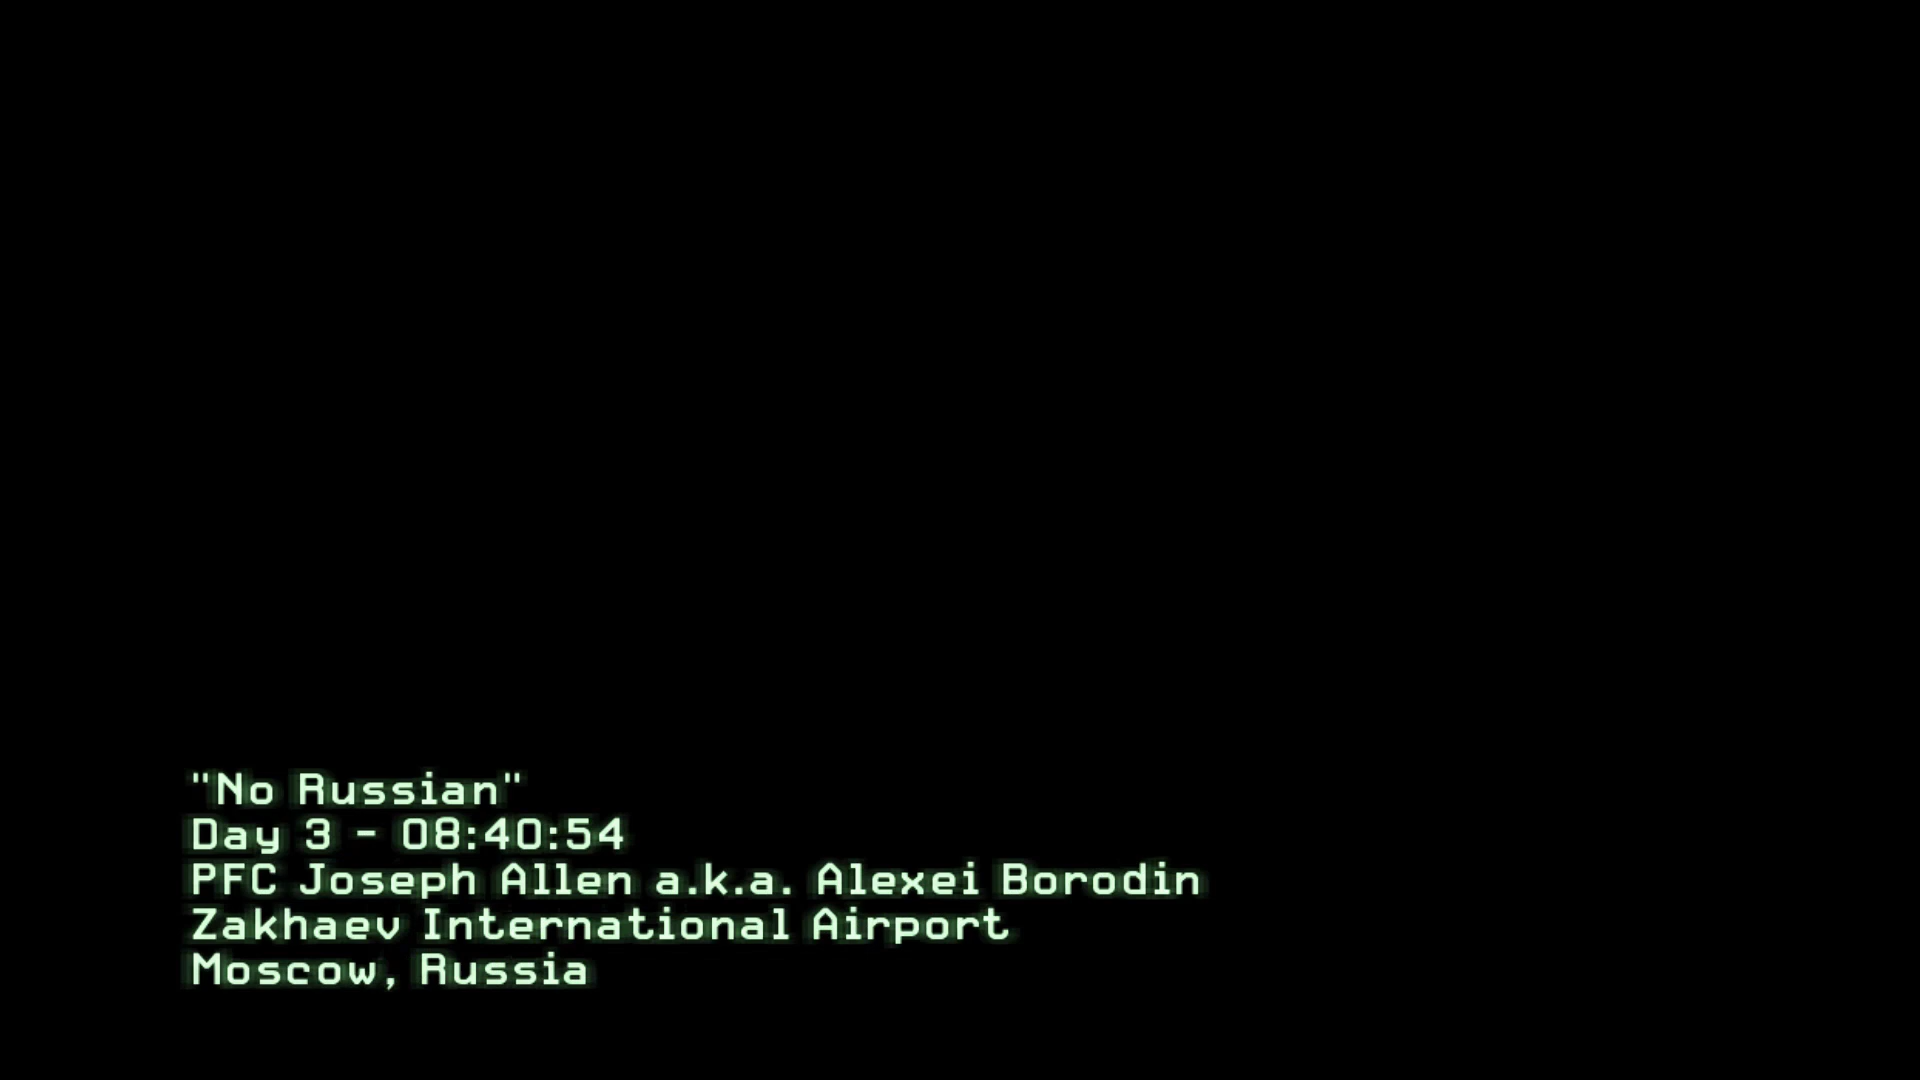 "No Russian"
Day 3 - 08:40:54
PFC Joseph Allen a.k.a. Alexei Borodin
Zakhaev International Airport
Moscow, Russia